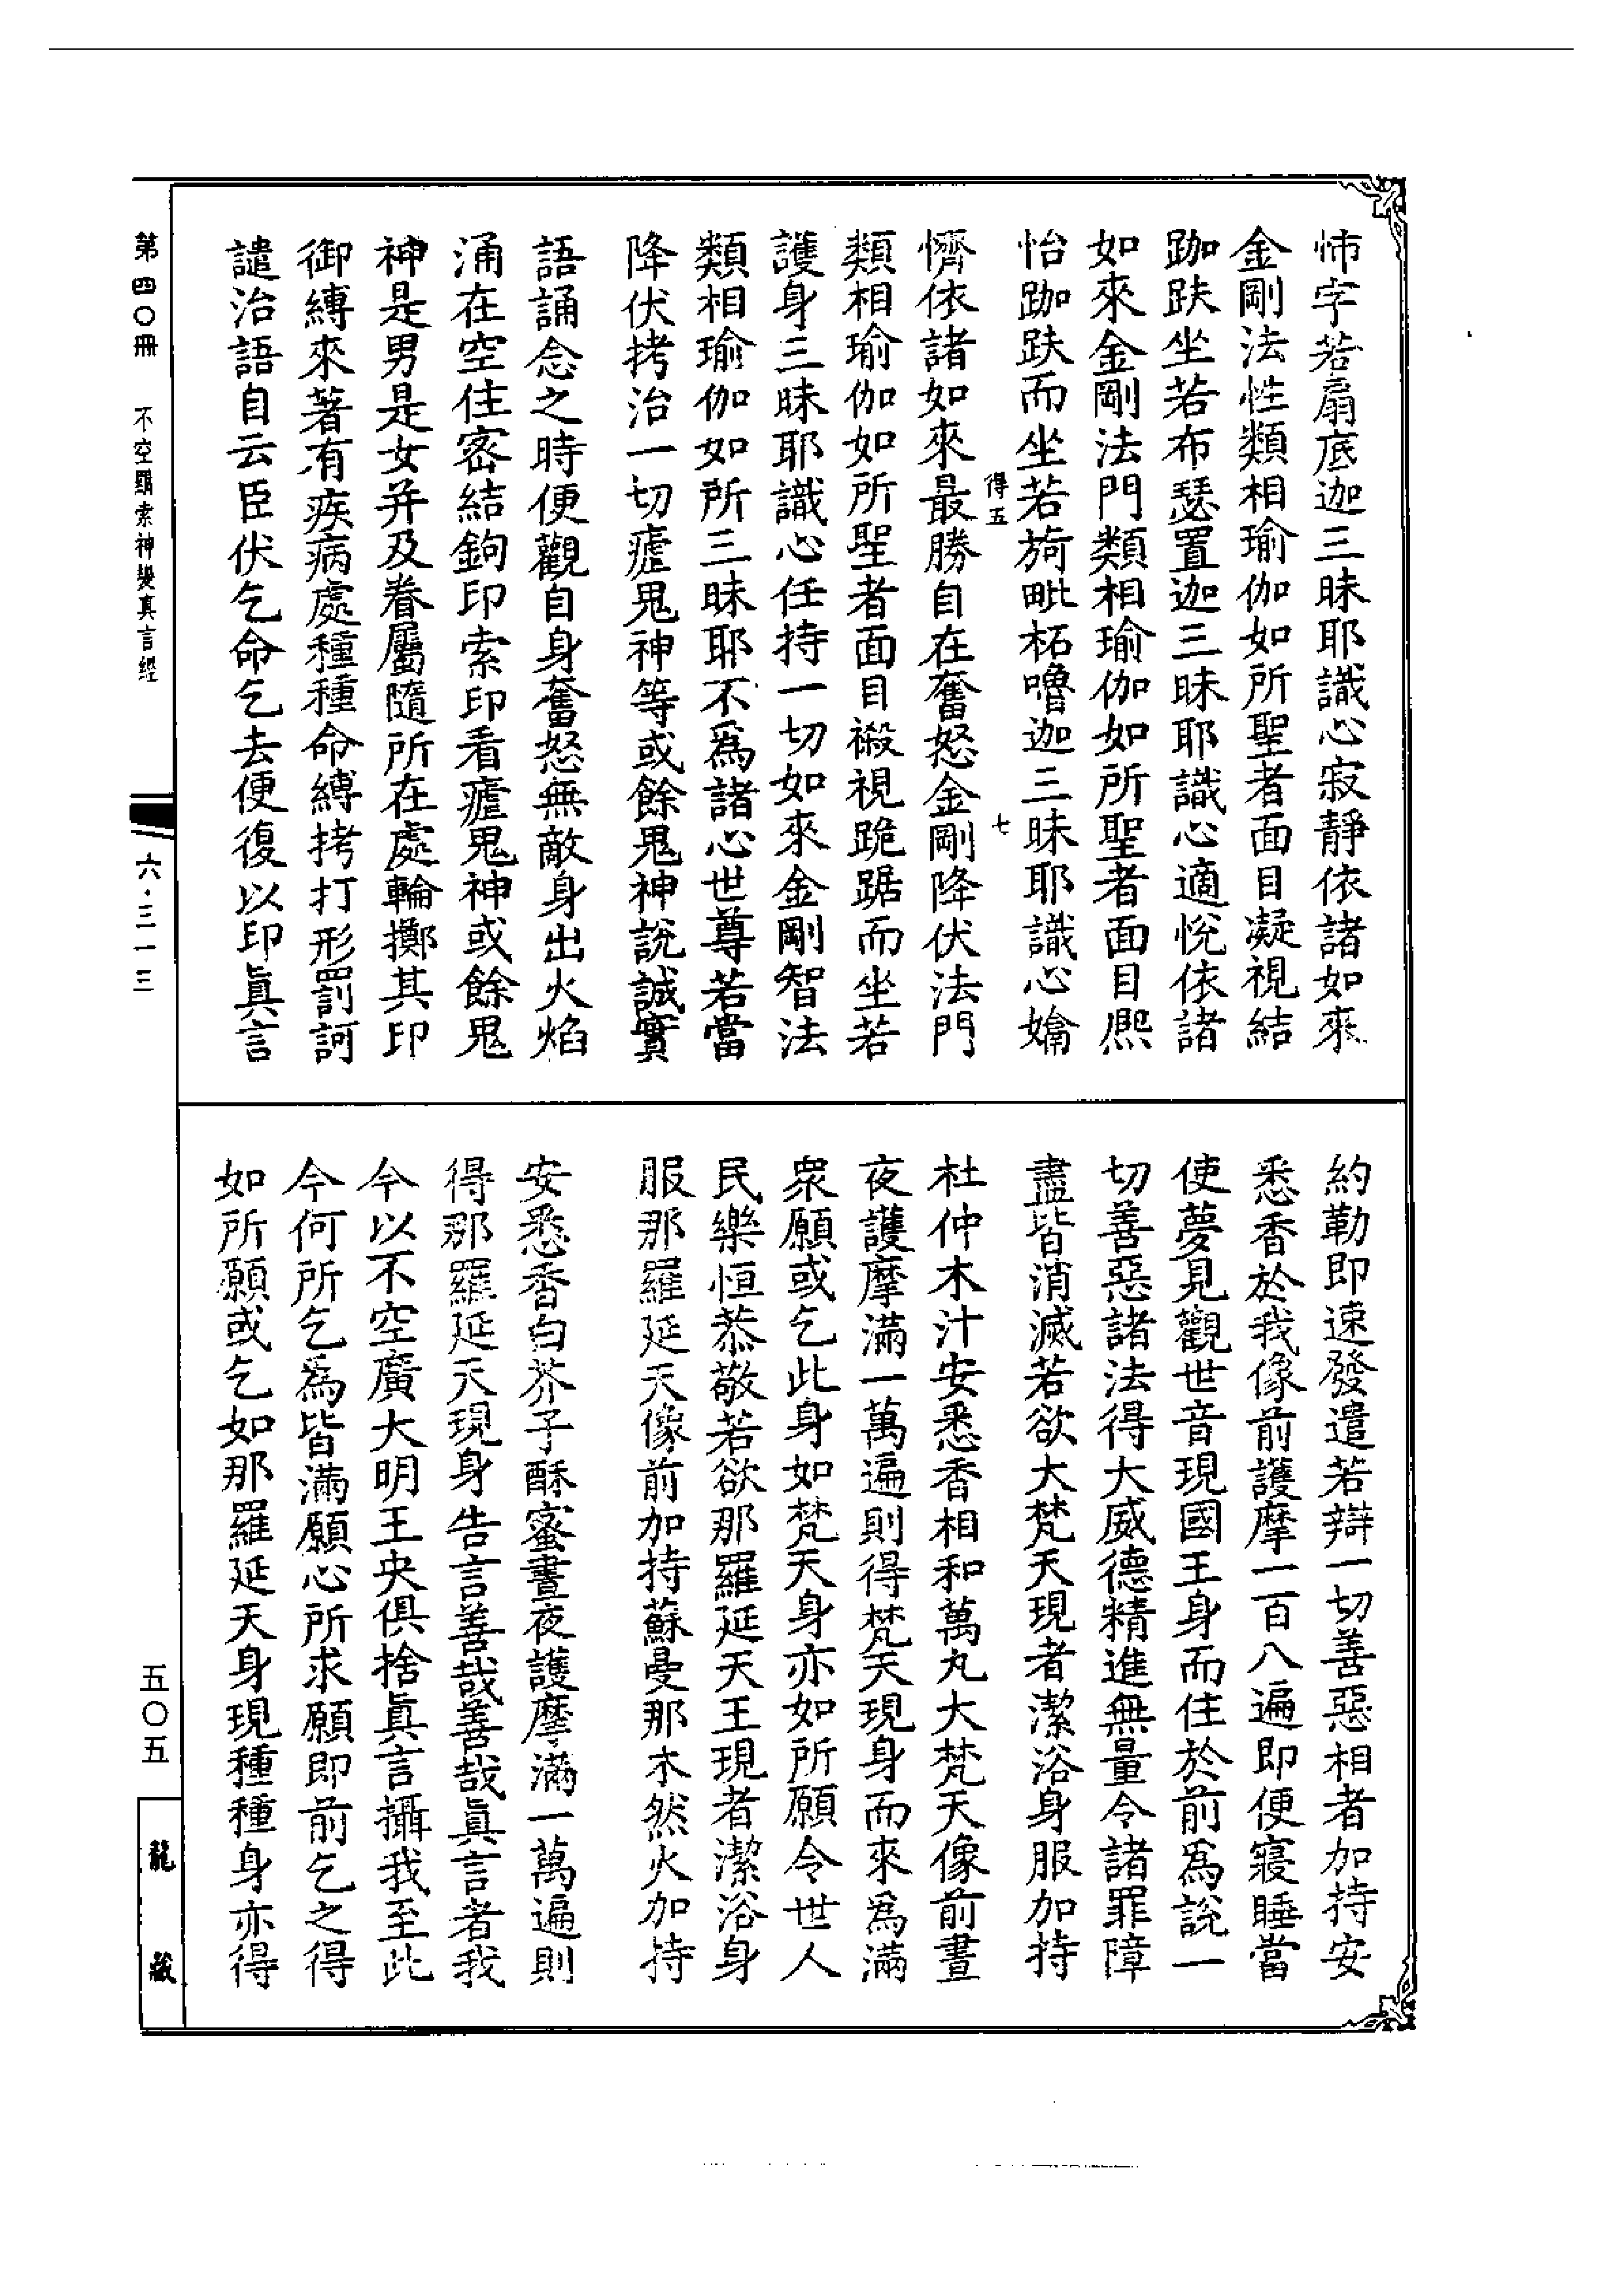 怖字若扇底迦三昧耶識心寂靜依諸如來
金剛法性類相瑜伽如所聖者面目凝視結
跏趺坐若布瑟置迦三昧耶識心適悅依諸
如來金剛法門類相瑜伽如所聖者面目熙
怡跏趺而坐若旖毗柘嚕迦三昧耶識心嬌
得五
七
憯依諸如來最勝自在奮怒金剛降伏法門
類相瑜伽如所聖者面目緞視跪踞而坐若
護身三昧耶識心任持一切如來金剛智法
類相瑜伽如所三昧耶不為諸心世尊若當
降伏拷治一切瘧鬼神等或餘鬼神說誠實
語誦念之時便觀自身奮怒無敵身出火焰
涌在空住密結鉤印索印看瘧鬼神或餘鬼
神是男是女并及眷屬隨所在處輪擲其印
御縛來著有疾病處種種命縛拷打形罰訶
譴治語自云臣伏乞命乞去便復以印真言
約勒即速發遣若辯一切善惡相者加持安
悉香於我像前護摩一百八遍即便寢睡當
使夢見觀世音現國王身而住於前為說一
切善惡諸法得大威德精進無量令諸罪障
盡皆消滅若欲大梵天現者潔浴身服加持
杜仲木汁安悉香相和萬丸大梵天像前晝
夜護摩滿一萬遍則得梵天現身而來為滿
眾願或乞此身如梵天身亦如所願令世人
民樂恒恭敬若欲那羅延天王現者潔浴身
服那羅延天像前加持蘇曼那木然火加持
安悉香白芥子酥蜜晝夜護摩滿一萬遍則
得那羅延天現身告言善哉善哉真言者我
今以不空廣大明王央俱捨真言攝我至此
今何所乞為皆滿願心所求願即前乞之得
如所願或乞如那羅延天身現種種身亦得
第四〇冊 不空羂索神變真言經
六·三一三
五〇五
龍藏